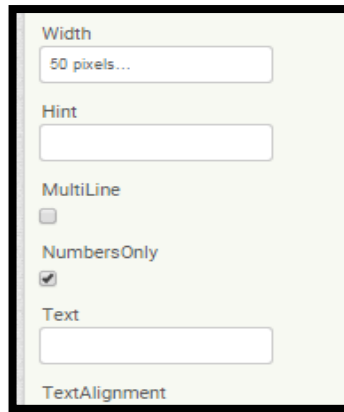 Width
50 pixels...
Hint
MultiLine
NumbersOnly
Text
TextAlignment